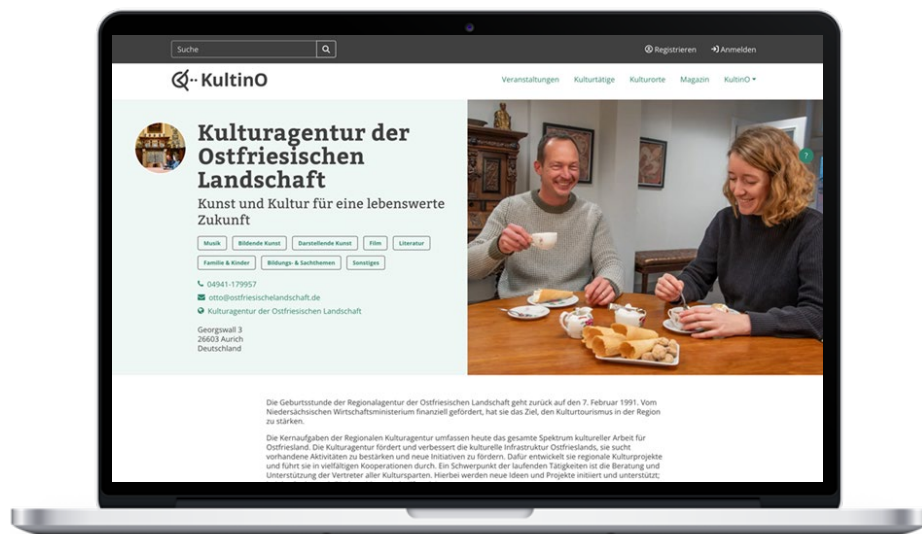 Suche
Registrieren
Anmelden
KultinO
Veranstaltungen
Kulturtätige
Kulturorte
Magazin
KultinO
Kulturagentur der
Ostfriesischen
Landschaft
Kunst und Kultur für eine lebenswerte
Zukunft
Musik
Bildende Kunst
Darstellende Kunst
Film
Literatur
Familie & Kinder
Bildungs- & Sachthemen
Sonstiges
04941-179957
otto@ostfriesischelandschaft.de
Kulturagentur der Ostfriesischen Landschaft
Georgswall 3
26603 Aurich
Deutschland
?
Die Geburtsstunde der Regionalagentur der Ostfriesischen Landschaft geht zurück auf den 7. Februar 1991. Vom
Niedersächsischen Wirtschaftsministerium finanziell gefördert, hat sie das Ziel, den Kulturtourismus in der Region
zu stärken.
Die Kernaufgaben der Regionalen Kulturagentur umfassen heute das gesamte Spektrum kultureller Arbeit für
Ostfriesland. Die Kulturagentur fördert und verbessert die kulturelle Infrastruktur Ostfrieslands, sie sucht
vorhandene Aktivitäten zu bestärken und neue Initiativen zu fördern. Dafür entwickelt sie regionale Kulturprojekte
und führt sie in vielfältigen Kooperationen durch. Ein Schwerpunkt der laufenden Tätigkeiten ist die Beratung und
Unterstützung der Vertreter aller Kultursparten. Hierbei werden neue Ideen und Projekte initiiert und unterstützt;